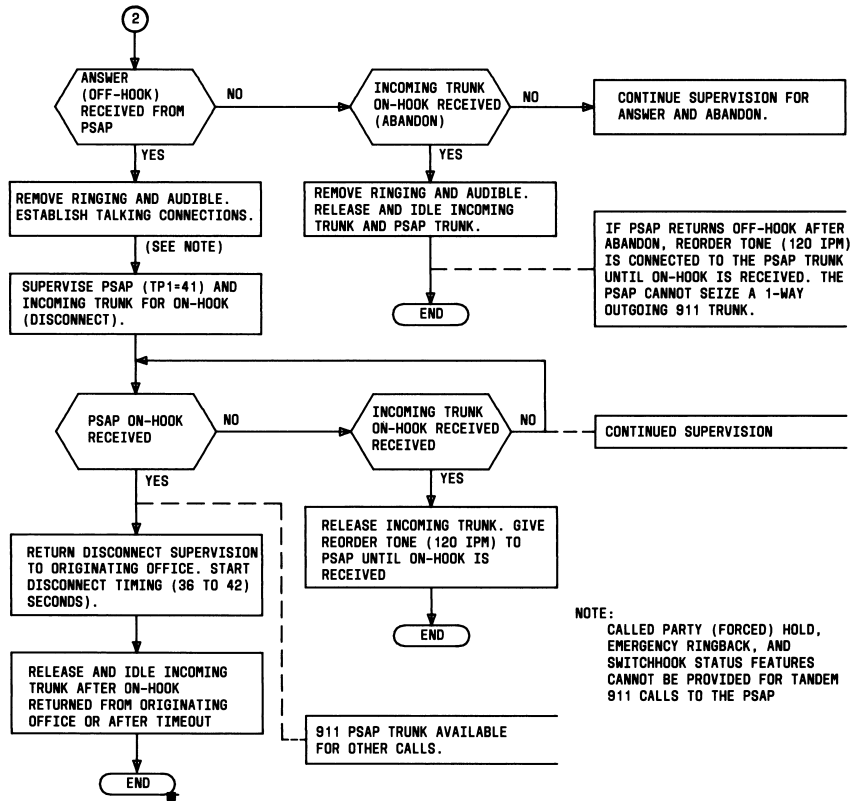 2
ANSWER
(OFF-HOOK)
RECEIVED FROM
PSAP
NO
INCOMING TRUNK
ON-HOOK RECEIVED
(ABANDON)
NO
CONTINUE SUPERVISION FOR
ANSWER AND ABANDON.
YES
YES
REMOVE RINGING AND AUDIBLE.
ESTABLISH TALKING CONNECTIONS.
REMOVE RINGING AND AUDIBLE.
RELEASE AND IDLE INCOMING
TRUNK AND PSAP TRUNK.
IF PSAP RETURNS OFF-HOOK AFTER
ABANDON, REORDER TONE (120 IPM)
IS CONNECTED TO THE PSAP TRUNK
UNTIL ON-HOOK IS RECEIVED. THE
PSAP CANNOT SEIZE A 1-WAY
OUTGOING 911 TRUNK.
(SEE NOTE)
SUPERVISE PSAP (TP1=41) AND
INCOMING TRUNK FOR ON-HOOK
(DISCONNECT).
END
PSAP ON-HOOK
RECEIVED
NO
INCOMING TRUNK
ON-HOOK RECEIVED
RECEIVED
NO
CONTINUED SUPERVISION
YES
YES
RETURN DISCONNECT SUPERVISION
TO ORIGINATING OFFICE. START
DISCONNECT TIMING (36 TO 42)
SECONDS).
RELEASE INCOMING TRUNK. GIVE
REORDER TONE (120 IPM) TO
PSAP UNTIL ON-HOOK IS
RECEIVED
END
NOTE:
CALLED PARTY (FORCED) HOLD,
EMERGENCY RINGBACK, AND
SWITCHHOOK STATUS FEATURES
CANNOT BE PROVIDED FOR TANDEM
911 CALLS TO THE PSAP
RELEASE AND IDLE INCOMING
TRUNK AFTER ON-HOOK
RETURNED FROM ORIGINATING
OFFICE OR AFTER TIMEOUT
911 PSAP TRUNK AVAILABLE
FOR OTHER CALLS.
END